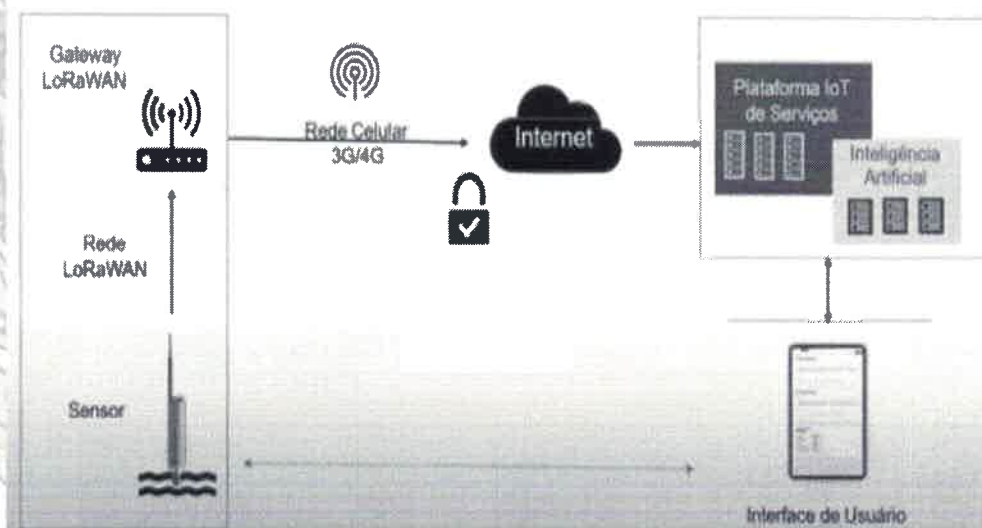 Gateway
LoRaWAN
Rede Celular
3G/4G
Internet
Plataforma IoT
de Serviços
Inteligência
Artificial
Rede
LoRaWAN
Sensor
Interface de Usuário